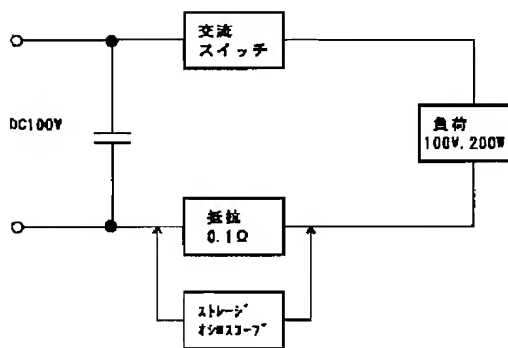 交流
スイッチ
DC100V
負荷
100V, 200W
抵抗
0.1Ω
ストレージ
オシロスコープ